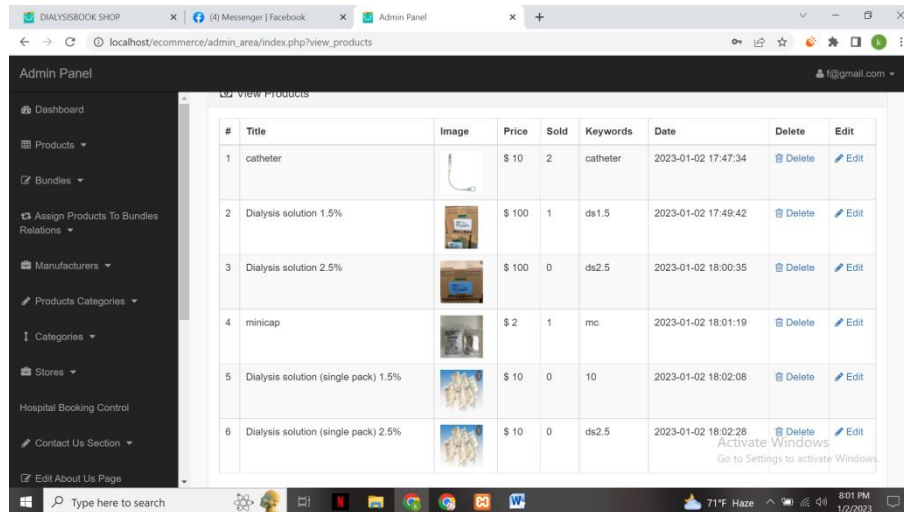 DIALYSISBOOK SHOP
(4) Messenger | Facebook
Admin Panel
localhost/ecommerce/admin_area/index.php?view_products
Admin Panel
f@gmail.com
View Products
Dashboard
Products
Bundles
Assign Products To Bundles
Relations
Manufacturers
Products Categories
Categories
Stores
Hospital Booking Control
Contact Us Section
Edit About Us Page
# Title Image Price Sold Keywords Date Delete Edit
1 catheter $ 10 2 catheter 2023-01-02 17:47:34 Delete Edit
2 Dialysis solution 1.5% $ 100 1 ds1.5 2023-01-02 17:49:42 Delete Edit
3 Dialysis solution 2.5% $ 100 0 ds2.5 2023-01-02 18:00:35 Delete Edit
4 minicap $ 2 1 mc 2023-01-02 18:01:19 Delete Edit
5 Dialysis solution (single pack) 1.5% $ 10 0 10 2023-01-02 18:02:08 Delete Edit
6 Dialysis solution (single pack) 2.5% $ 10 0 ds2.5 2023-01-02 18:02:28 Delete Edit
Activate Windows
Go to Settings to activate Windows.
Type here to search
71°F Haze
8:01 PM
1/2/2023